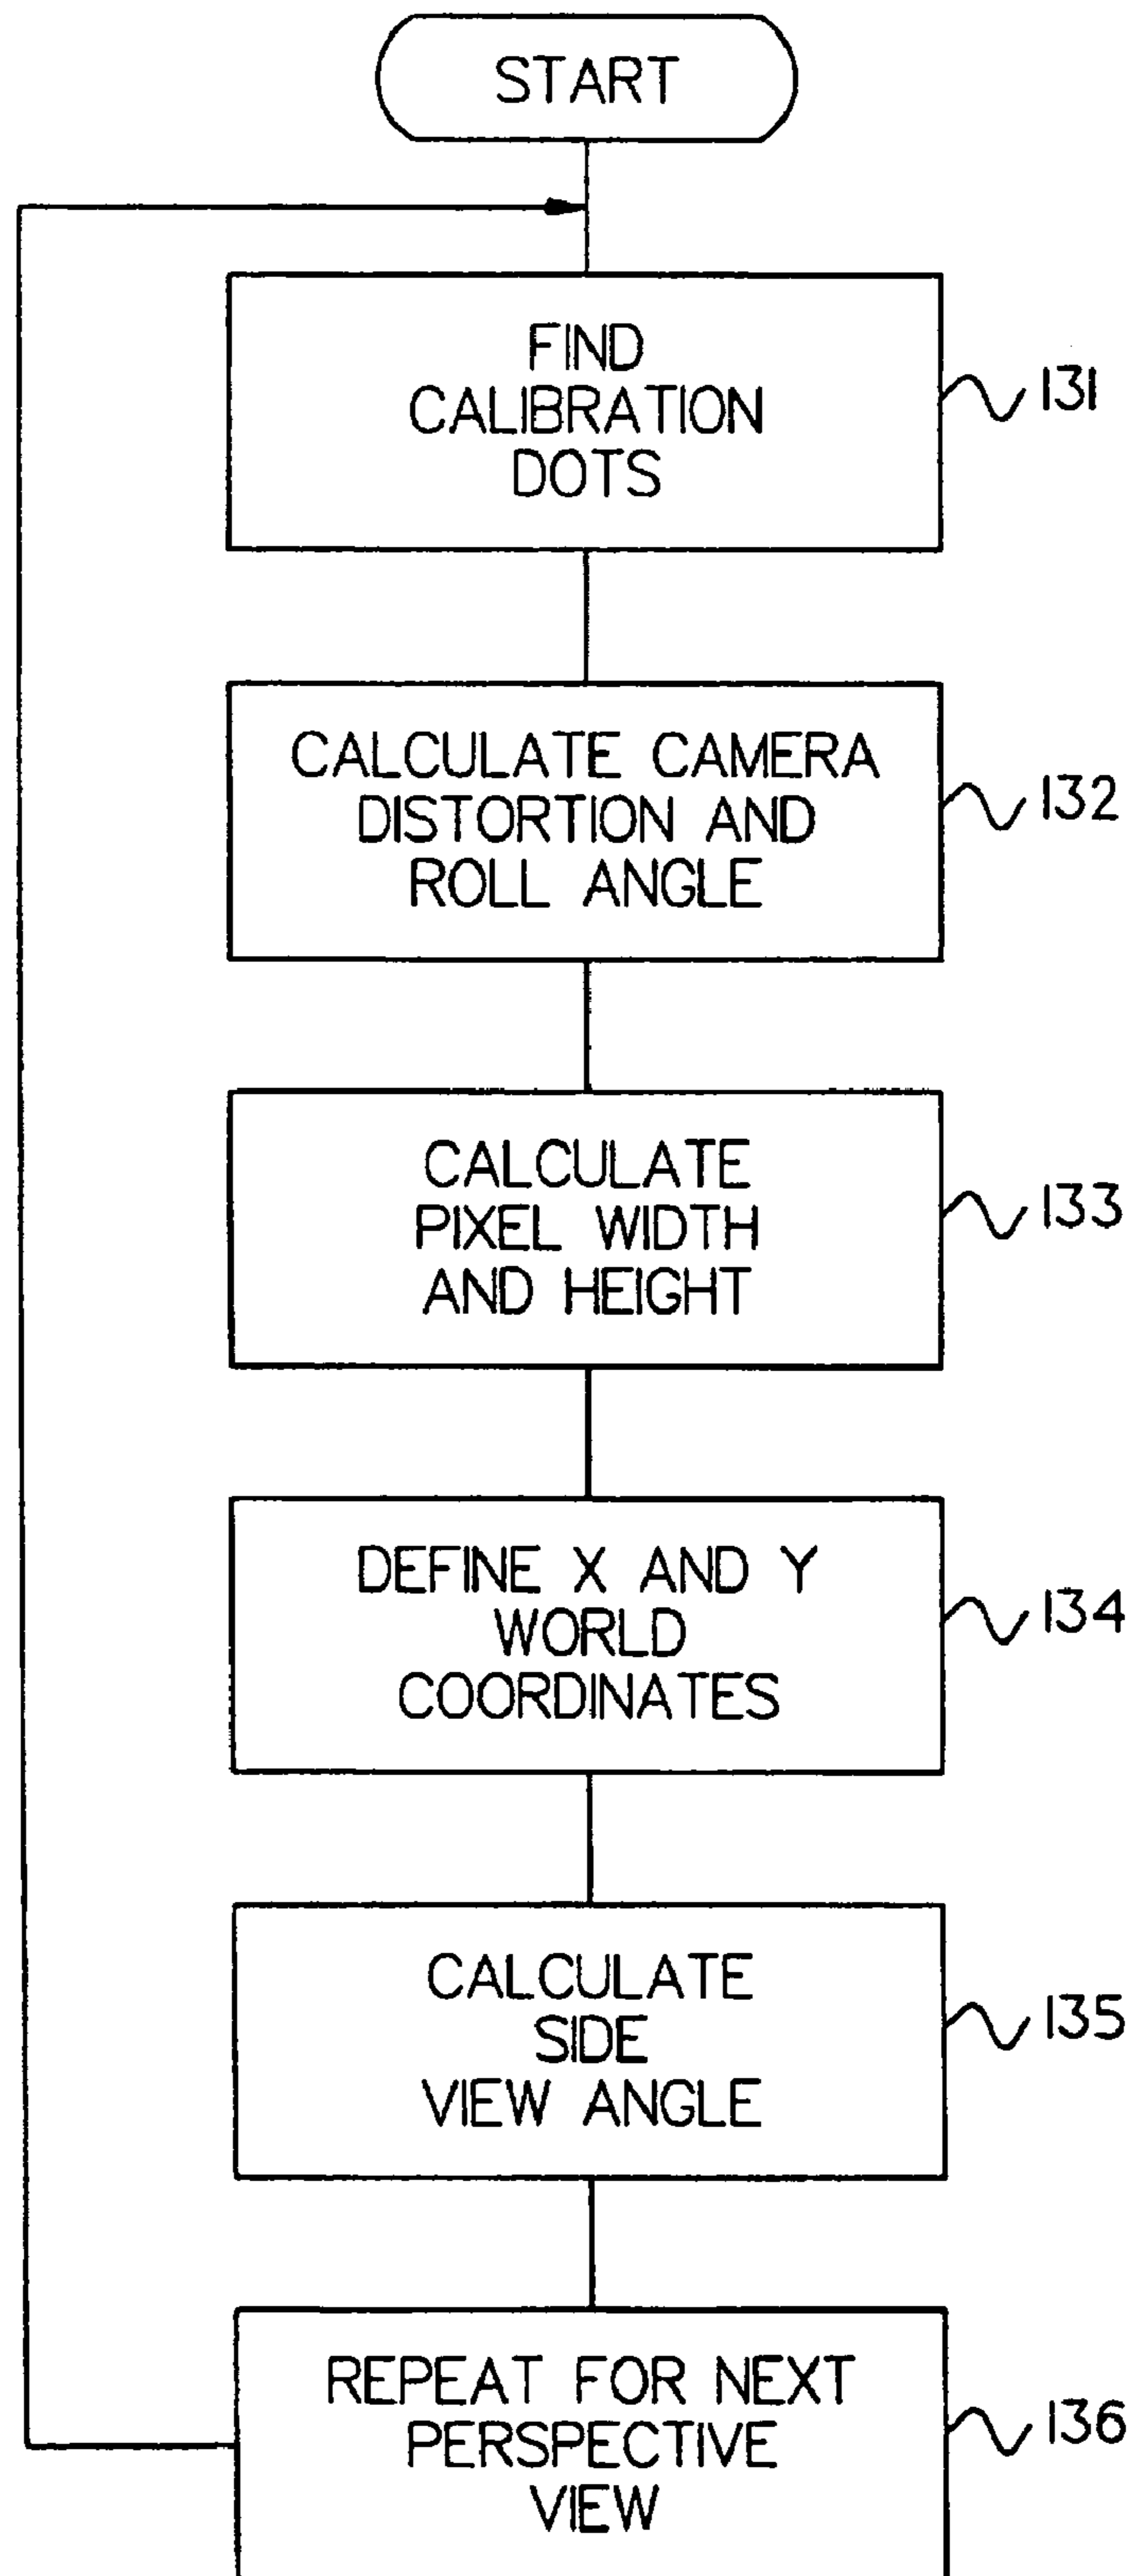 START
FIND
CALIBRATION
DOTS
131
CALCULATE CAMERA
DISTORTION AND
ROLL ANGLE
132
CALCULATE
PIXEL WIDTH
AND HEIGHT
133
DEFINE X AND Y
WORLD
COORDINATES
134
CALCULATE
SIDE
VIEW ANGLE
135
REPEAT FOR NEXT
PERSPECTIVE
VIEW
136